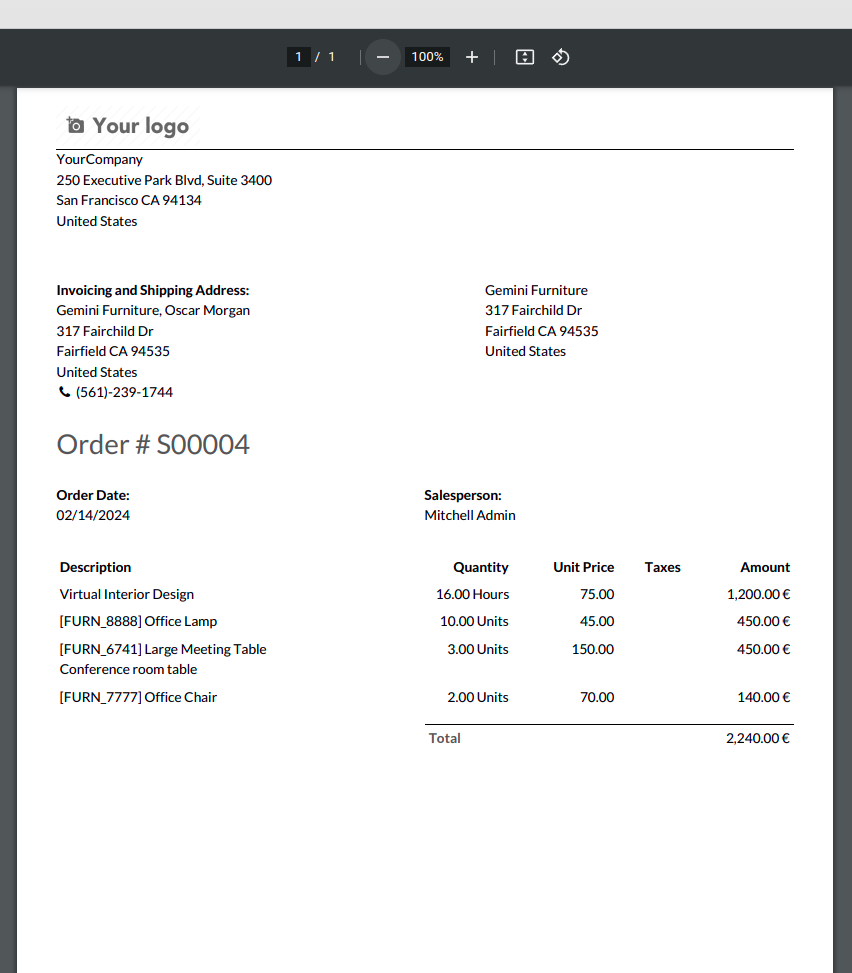 1 / 1 100%
Your logo
YourCompany
250 Executive Park Blvd, Suite 3400
San Francisco CA 94134
United States
Invoicing and Shipping Address:
Gemini Furniture, Oscar Morgan
317 Fairchild Dr
Fairfield CA 94535
United States
(561)-239-1744
Gemini Furniture
317 Fairchild Dr
Fairfield CA 94535
United States
Order # S00004
Order Date: Salesperson:
02/14/2024 Mitchell Admin
Description Quantity Unit Price Taxes Amount
Virtual Interior Design 16.00 Hours 75.00 1,200.00 €
[FURN_8888] Office Lamp 10.00 Units 45.00 450.00 €
[FURN_6741] Large Meeting Table 3.00 Units 150.00 450.00 €
Conference room table
[FURN_7777] Office Chair 2.00 Units 70.00 140.00 €
Total 2,240.00 €